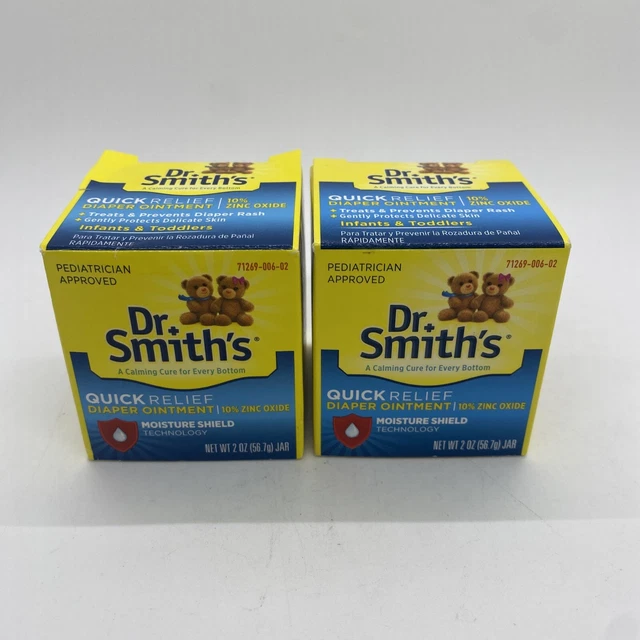 Dr.
Smith's
A Calming Cure for Every Bottom
QUICK RELIEF
DIAPER OINTMENT | 10% ZINC OXIDE
+ Treats & Prevents Diaper Rash
+ Gently Protects Delicate Skin
Infants & Toddlers
Para Tratar y Prevenir la Rozadura de Pañal
RÁPIDAMENTE
PEDIATRICIAN
APPROVED
71269-006-02
Dr.
Smith's®
A Calming Cure for Every Bottom
QUICK RELIEF
DIAPER OINTMENT | 10% ZINC OXIDE
MOISTURE SHIELD
TECHNOLOGY
NET WT 2 OZ (56.7g) JAR
Dr.
Smith's®
A Calming Cure for Every Bottom
QUICK RELIEF
DIAPER OINTMENT | 10% ZINC OXIDE
+ Treats & Prevents Diaper Rash
+ Gently Protects Delicate Skin
Infants & Toddlers
Para Tratar y Prevenir la Rozadura de Pañal
RÁPIDAMENTE
PEDIATRICIAN
APPROVED
71269-006-02
Dr.
Smith's®
A Calming Cure for Every Bottom
QUICK RELIEF
DIAPER OINTMENT | 10% ZINC OXIDE
MOISTURE SHIELD
TECHNOLOGY
NET WT 2 OZ (56.7g) JAR